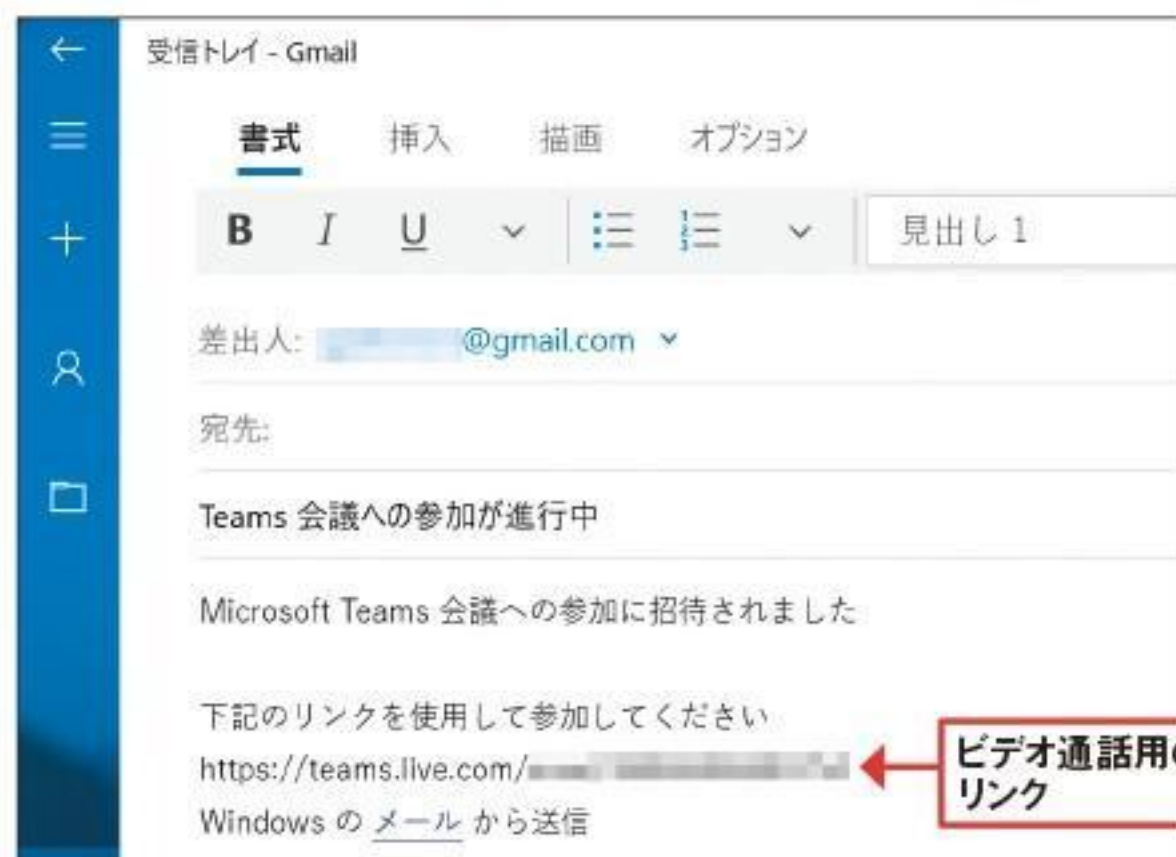 受信トレイ - Gmail
書式 挿入 描画 オプション
B I U 見出し 1
差出人: @gmail.com
宛先:
Teams 会議への参加が進行中
Microsoft Teams 会議への参加に招待されました
下記のリンクを使用して参加してください
https://teams.live.com/
Windows の メール から送信
ビデオ通話用の
リンク